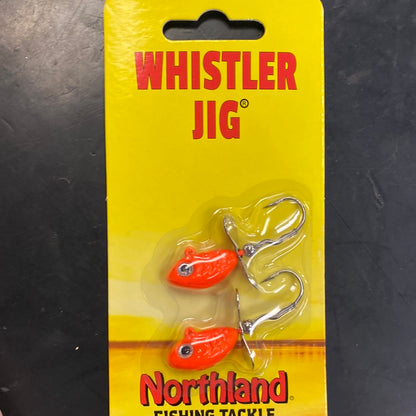 WHISTLER
JIG®
Northland®
FISHING TACKLE